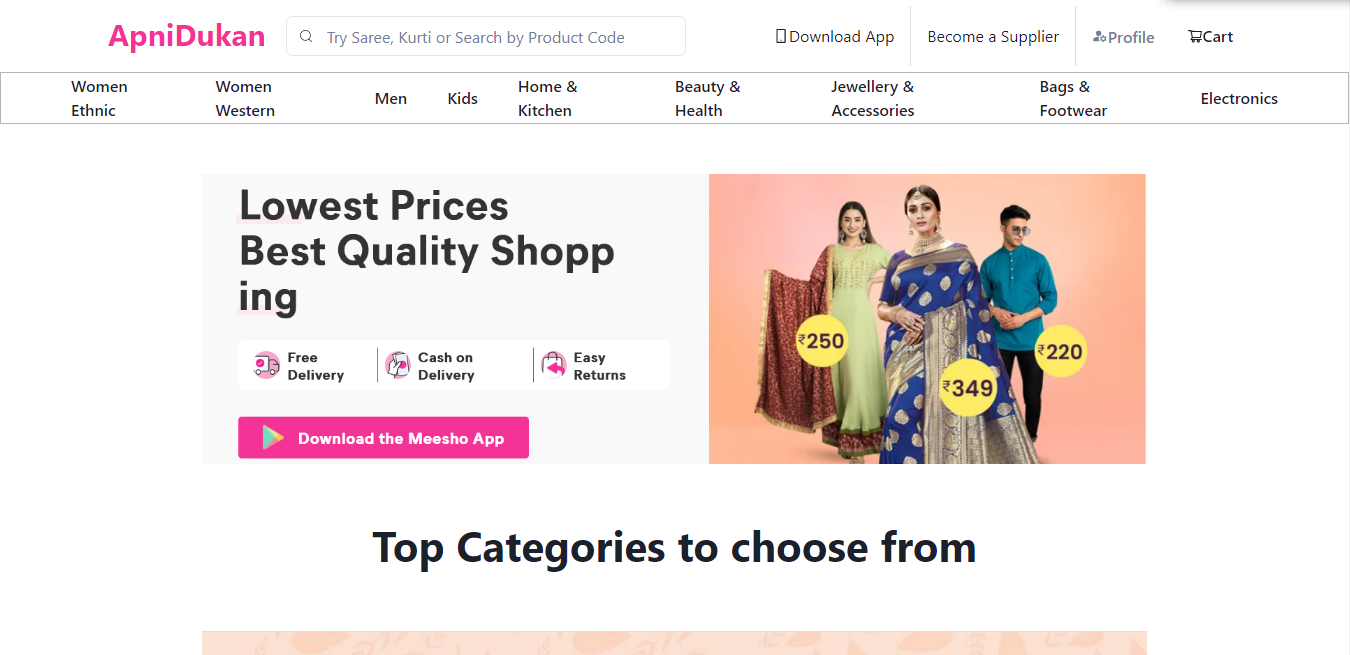 ApniDukan
Try Saree, Kurti or Search by Product Code
Download App
Become a Supplier
Profile
Cart
Women
Ethnic
Women
Western
Men
Kids
Home &
Kitchen
Beauty &
Health
Jewellery &
Accessories
Bags &
Footwear
Electronics
Lowest Prices
Best Quality Shopp
ing
Free
Delivery
Cash on
Delivery
Easy
Returns
Download the Meesho App
₹250
₹349
₹220
Top Categories to choose from